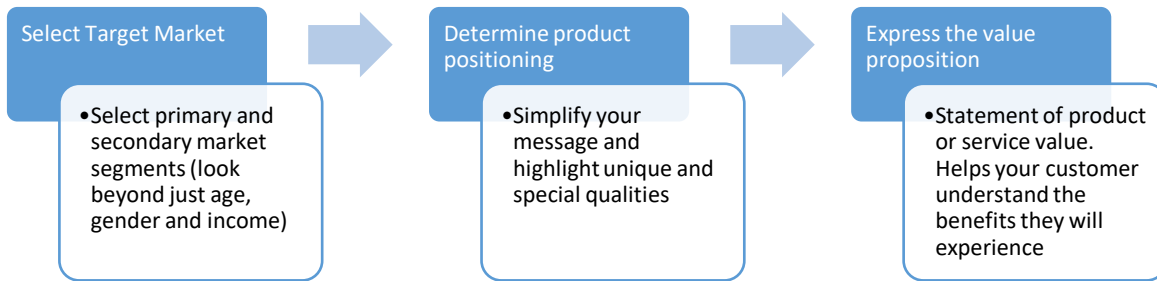 Select Target Market
•Select primary and
secondary market
segments (look
beyond just age,
gender and income)
Determine product
positioning
•Simplify your
message and
highlight unique and
special qualities
Express the value
proposition
•Statement of product
or service value.
Helps your customer
understand the
benefits they will
experience